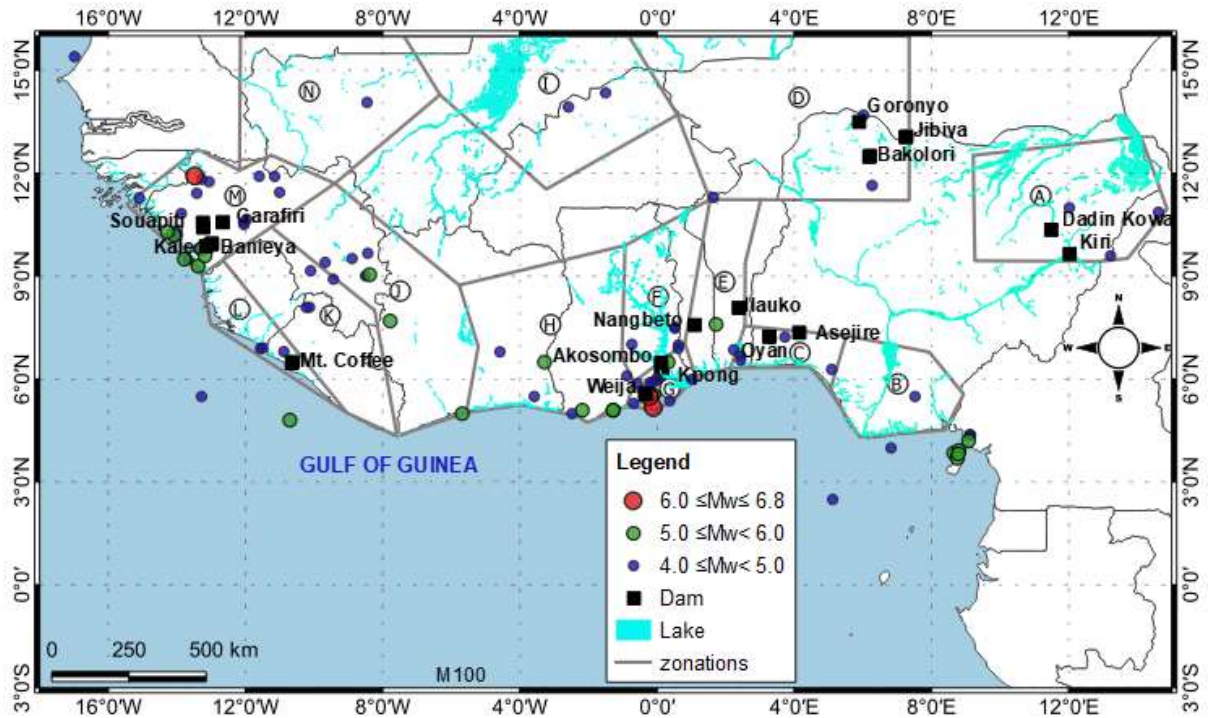 16°0′W 12°0′W 8°0′W 4°0′W 0°0′ 4°0′E 8°0′E 12°0′E
15°0′N 15°0′N
N I D
Goronyo
Jibiya
Bakolori
12°0′N 12°0′N
M A
Souapiti Garafiri Dadin Kowa
Kaleta Banieya Kiri
9°0′N 9°0′N
L K J H F E
Nangbeto Ilauko
Mt. Coffee Akosombo Oyan Asejire
C
Kpong
6°0′N 6°0′N
Weija G B
N
W E
S
GULF OF GUINEA
Legend
6.0 ≤Mw≤ 6.8
5.0 ≤Mw< 6.0
4.0 ≤Mw< 5.0
Dam
Lake
zonations
3°0′N 3°0′N
0°0′ 0°0′
0 250 500 km
M100
3°0′S 3°0′S
16°0′W 12°0′W 8°0′W 4°0′W 0°0′ 4°0′E 8°0′E 12°0′E